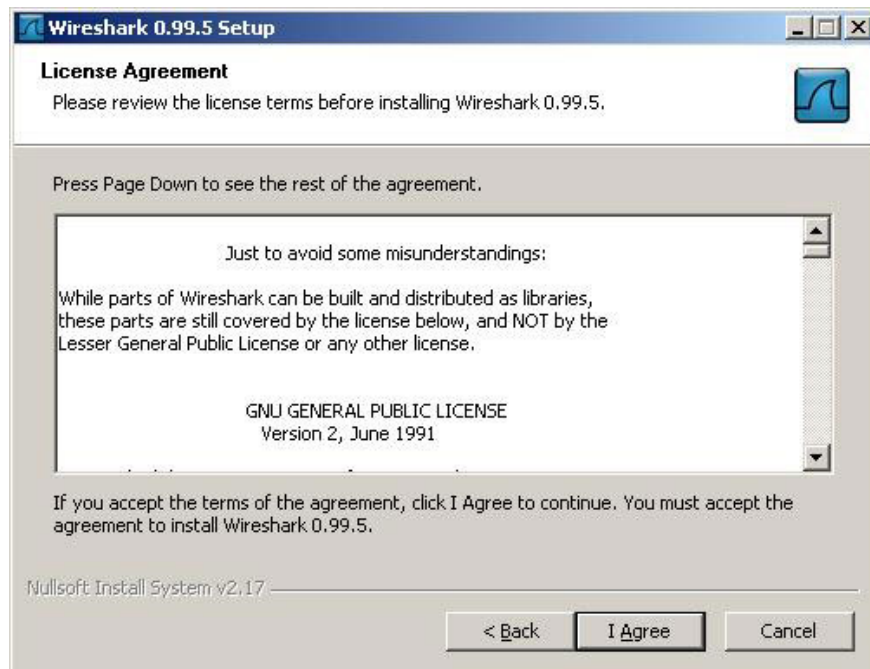 Wireshark 0.99.5 Setup
License Agreement
Please review the license terms before installing Wireshark 0.99.5.
Press Page Down to see the rest of the agreement.
Just to avoid some misunderstandings:
While parts of Wireshark can be built and distributed as libraries,
these parts are still covered by the license below, and NOT by the
Lesser General Public License or any other license.
GNU GENERAL PUBLIC LICENSE
Version 2, June 1991
If you accept the terms of the agreement, click I Agree to continue. You must accept the
agreement to install Wireshark 0.99.5.
Nullsoft Install System v2.17
< Back I Agree Cancel